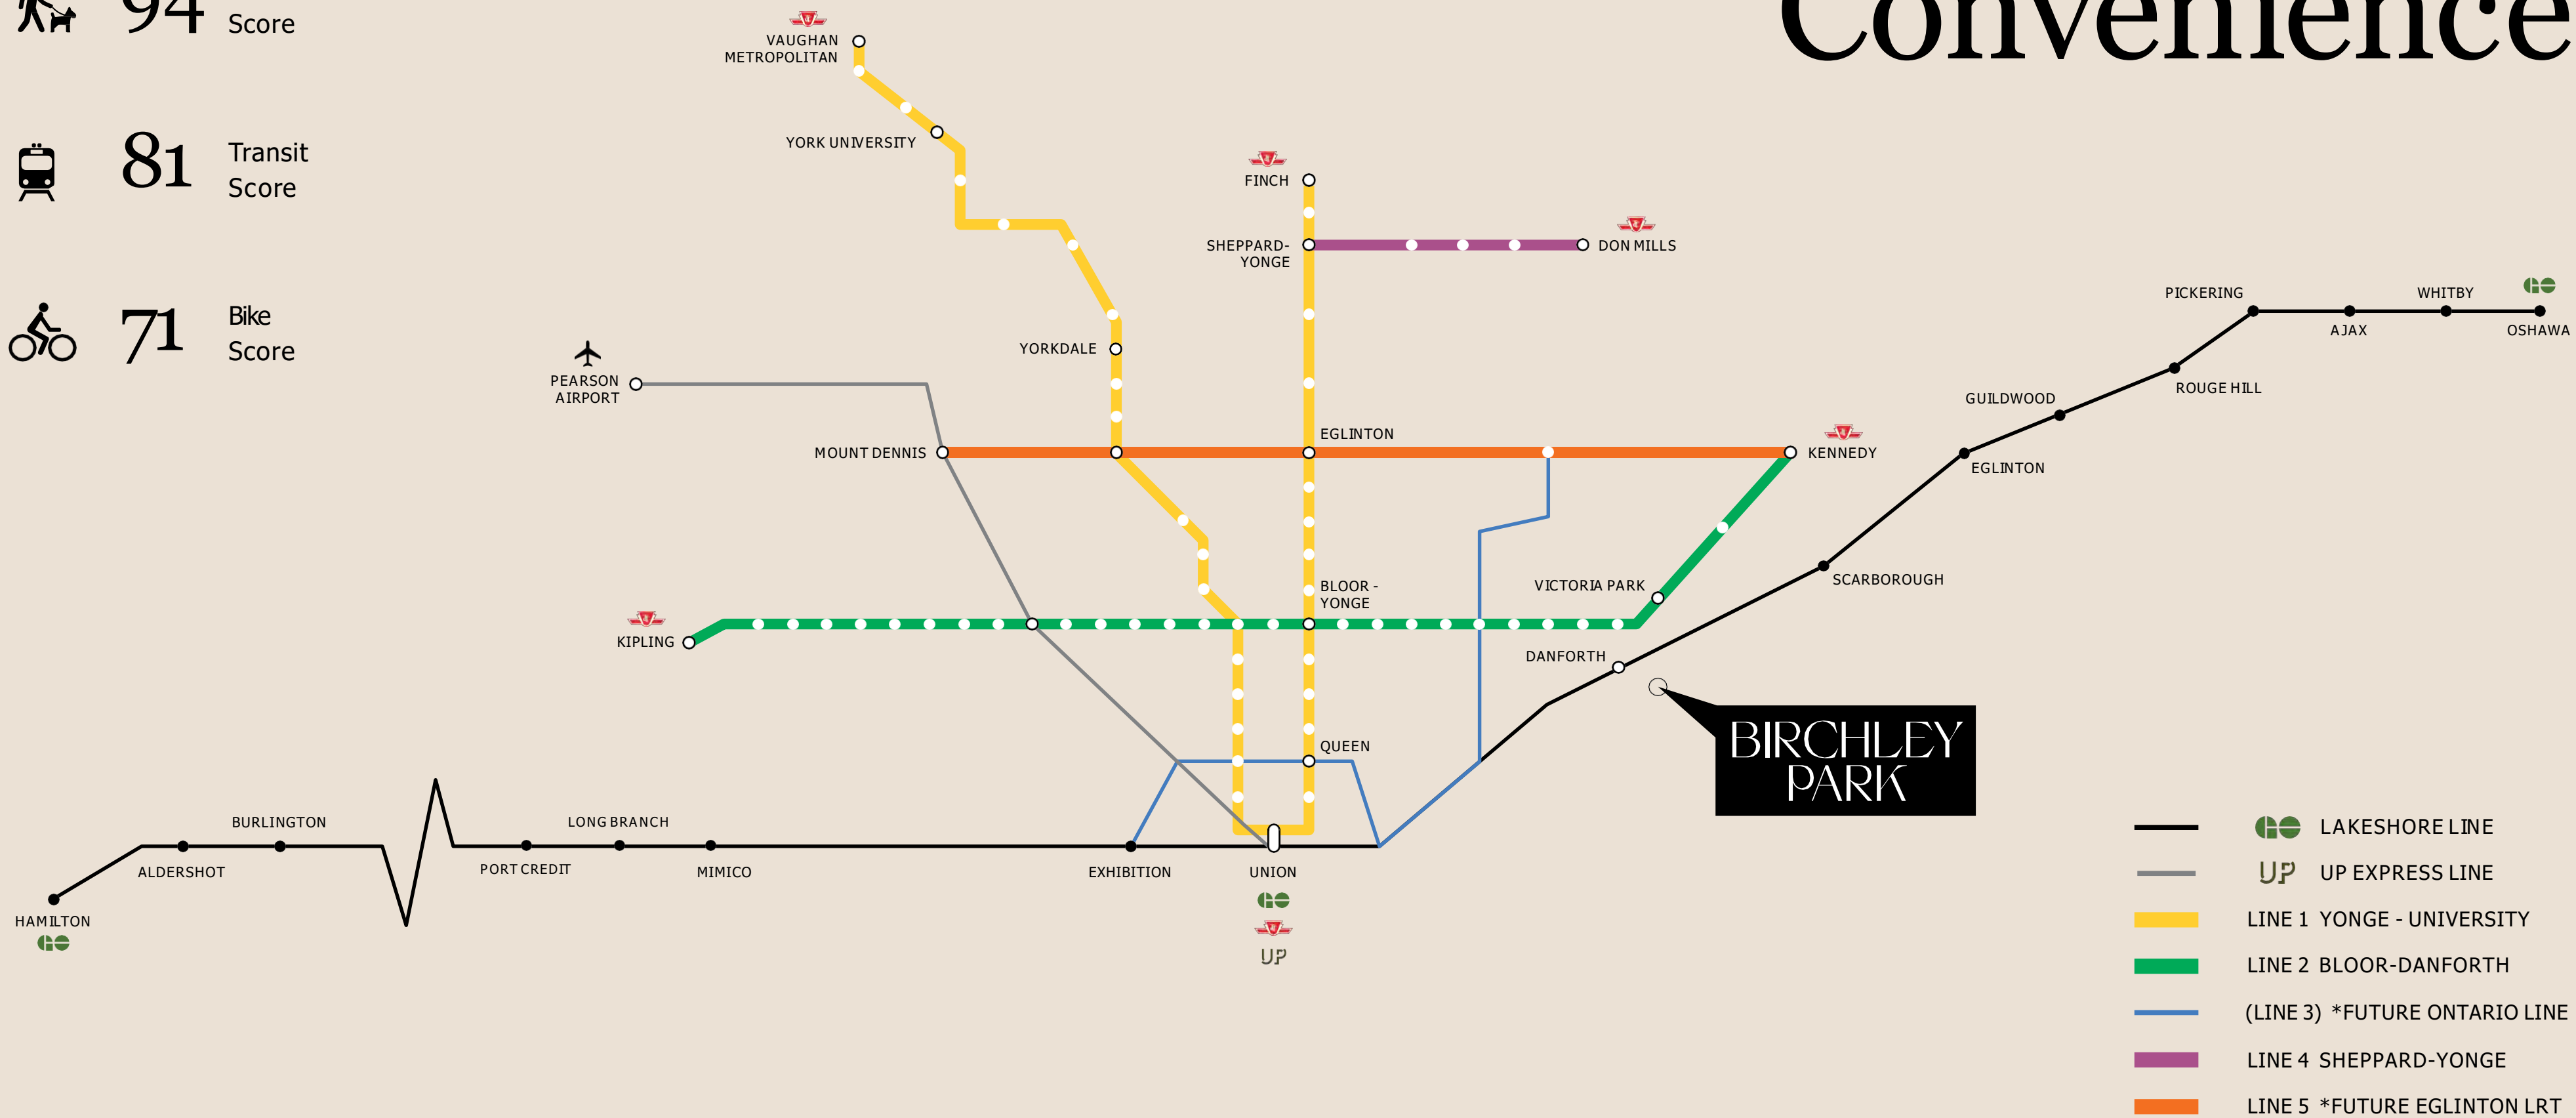 94
Score
81
Transit
Score
71
Bike
Score
Convenience
VAUGHAN
METROPOLITAN
YORK UNIVERSITY
FINCH
SHEPPARD-
YONGE
DON MILLS
YORKDALE
PEARSON
AIRPORT
MOUNT DENNIS
EGLINTON
KENNEDY
PICKERING
AJAX
WHITBY
OSHAWA
ROUGE HILL
GUILDWOOD
EGLINTON
SCARBOROUGH
BLOOR -
YONGE
VICTORIA PARK
KIPLING
DANFORTH
BIRCHLEY
PARK
QUEEN
BURLINGTON
ALDERSHOT
HAMILTON
GO
LONG BRANCH
PORT CREDIT
MIMICO
EXHIBITION
UNION
GO
UP
GO LAKESHORE LINE
UP UP EXPRESS LINE
LINE 1 YONGE - UNIVERSITY
LINE 2 BLOOR-DANFORTH
(LINE 3) *FUTURE ONTARIO LINE
LINE 4 SHEPPARD-YONGE
LINE 5 *FUTURE EGLINTON LRT